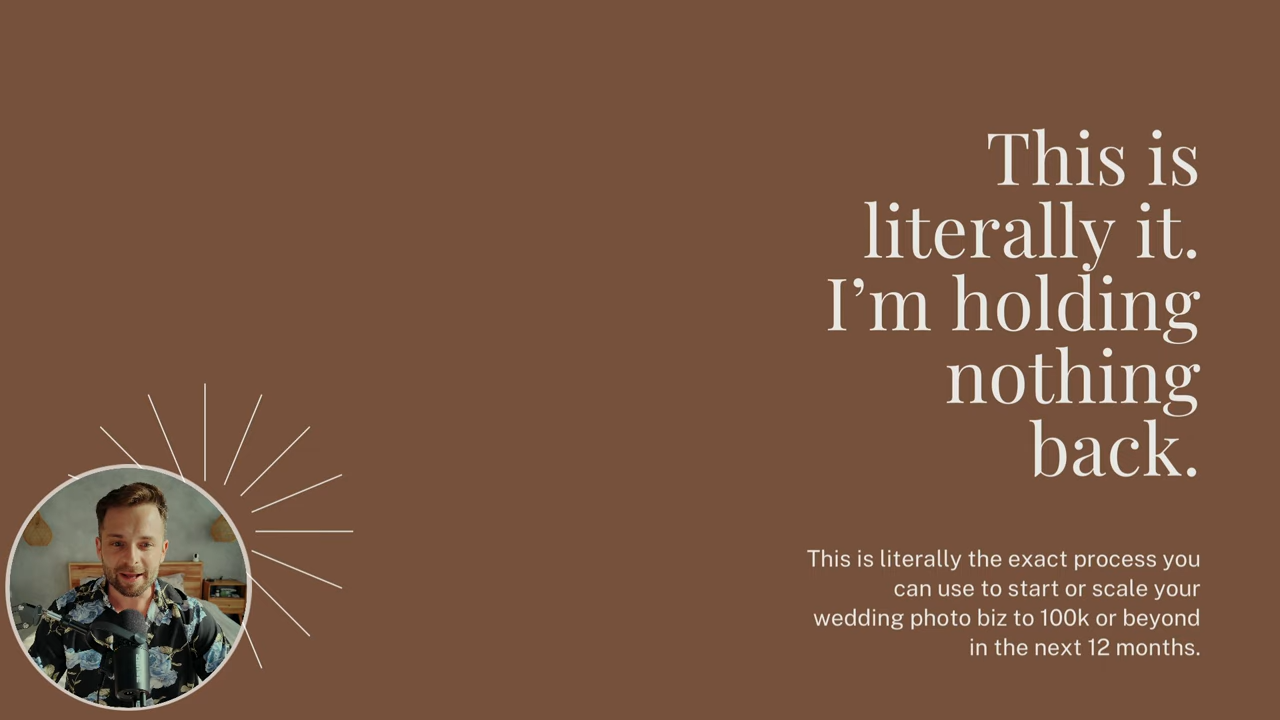 This is
literally it.
I’m holding
nothing
back.
This is literally the exact process you
can use to start or scale your
wedding photo biz to 100k or beyond
in the next 12 months.